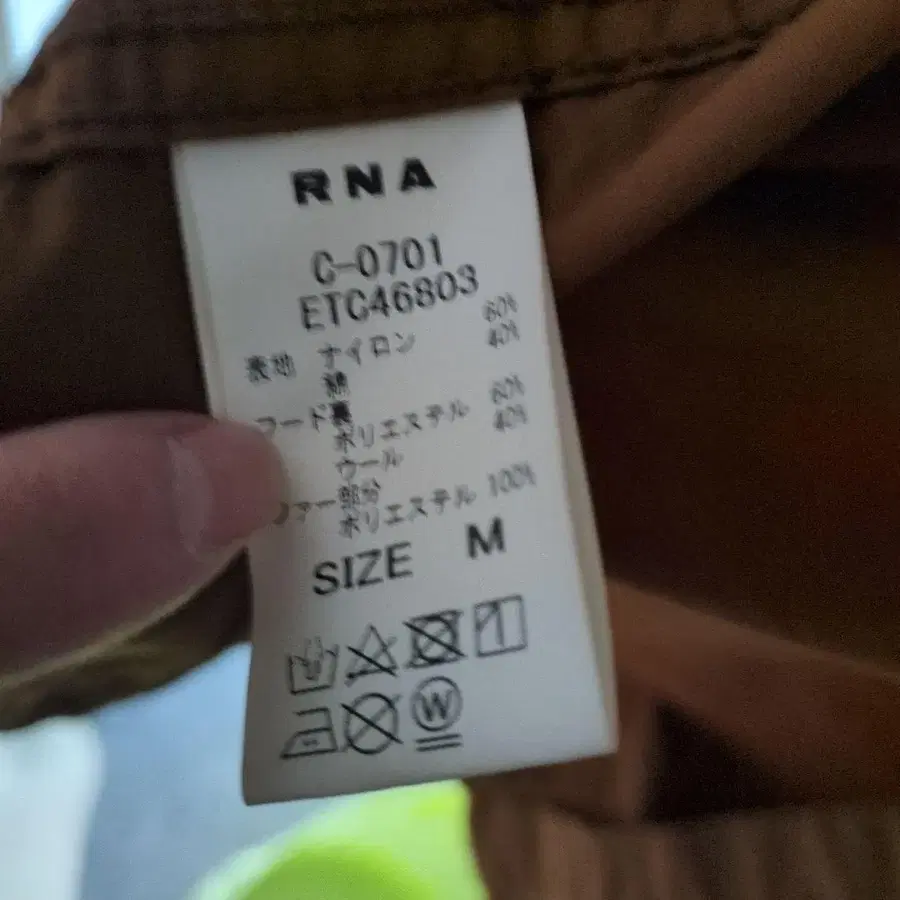 RNA
C-0701
ETC46803
表地 ナイロン 60%
綿 40%
フード裏
ポリエステル 60%
ウール 40%
ファー部分
ポリエステル 100%
SIZE M
W